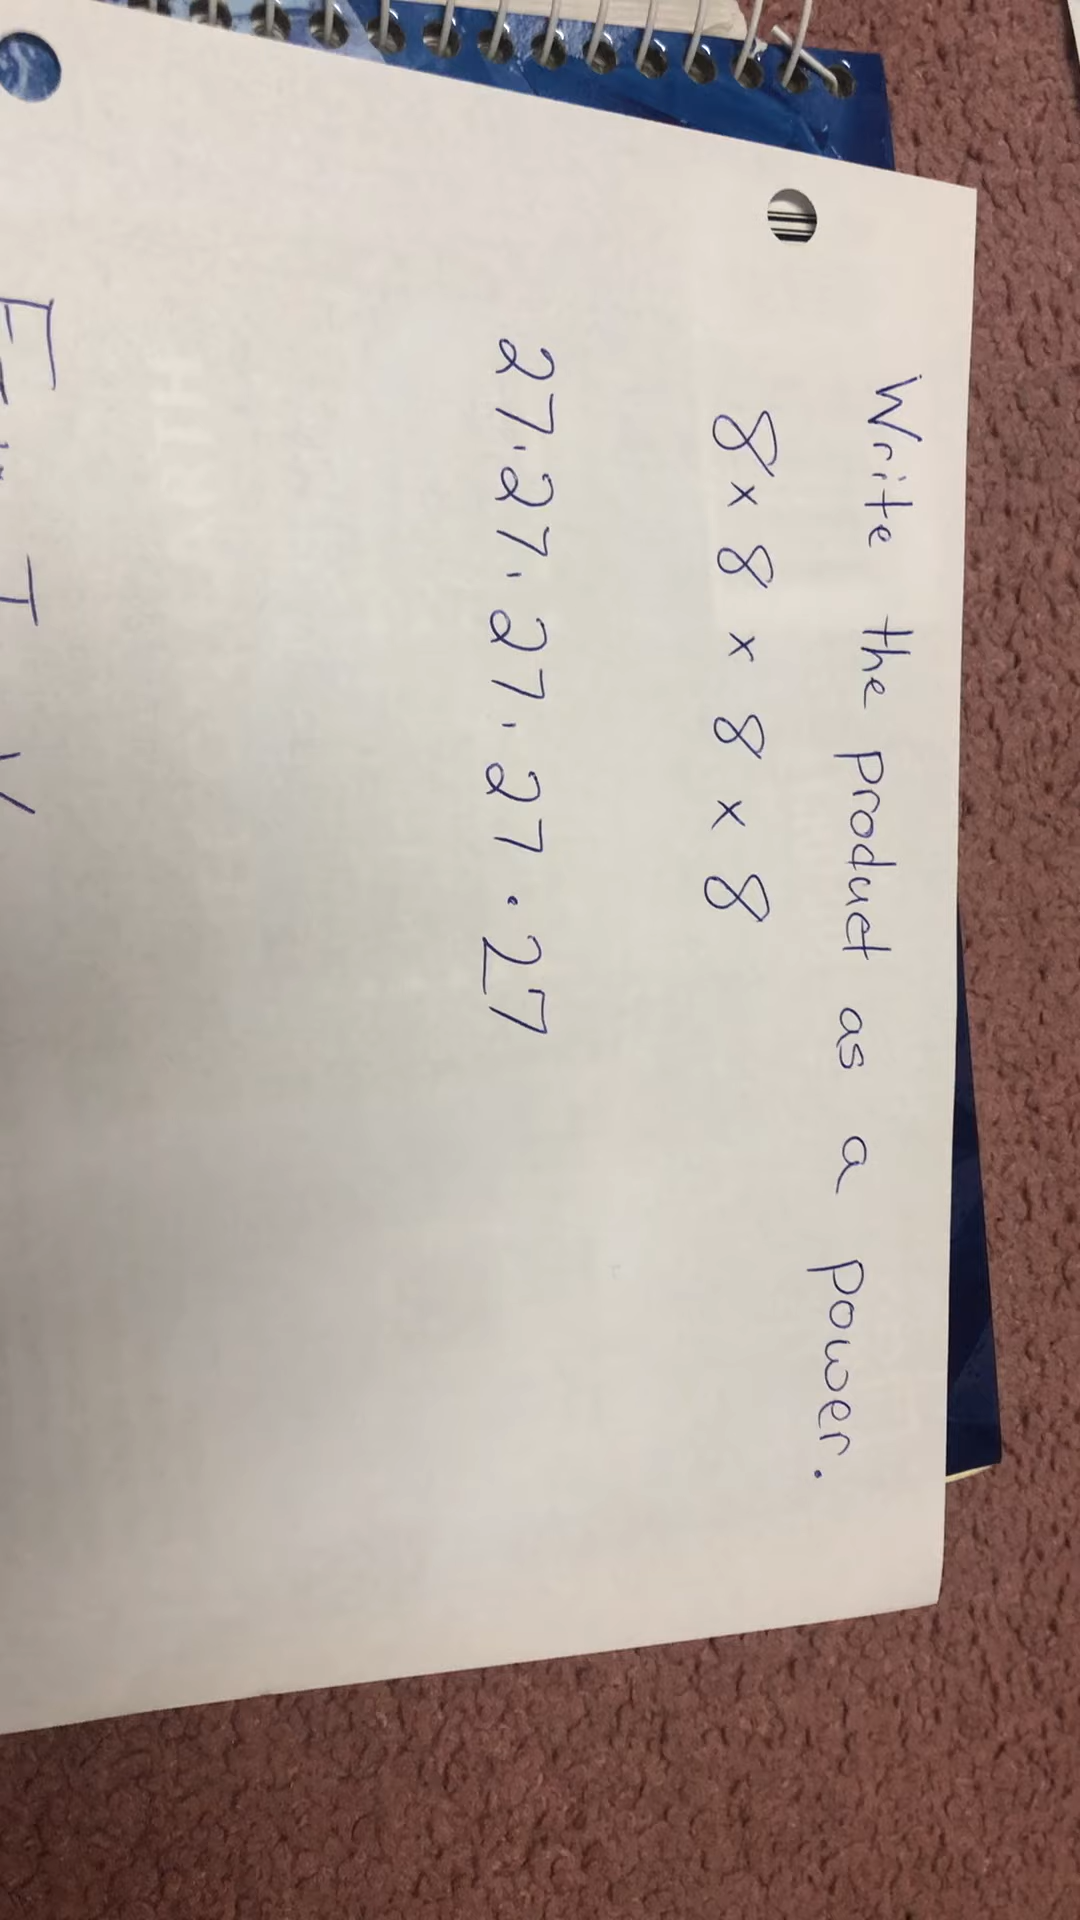 Write the product as a power.
8 × 8 × 8 × 8
27 · 27 · 27 · 27 · 27